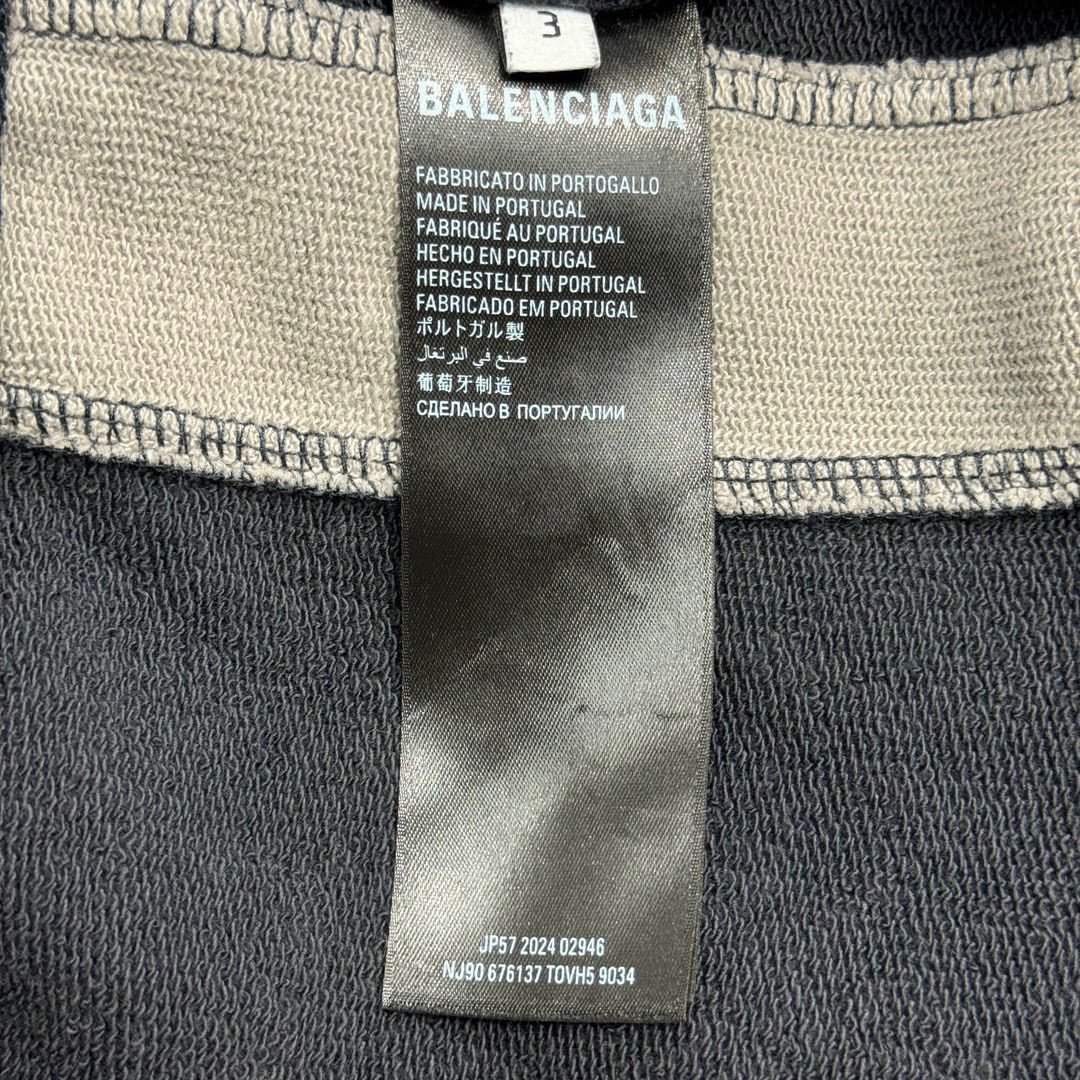 3
BALENCIAGA
FABBRICATO IN PORTOGALLO
MADE IN PORTUGAL
FABRIQUÉ AU PORTUGAL
HECHO EN PORTUGAL
HERGESTELLT IN PORTUGAL
FABRICADO EM PORTUGAL
ポルトガル製
صنع في البرتغال
葡萄牙制造
СДЕЛАНО В ПОРТУГАЛИИ
JP57 2024 02946
NJ90 676137 TOVH5 9034